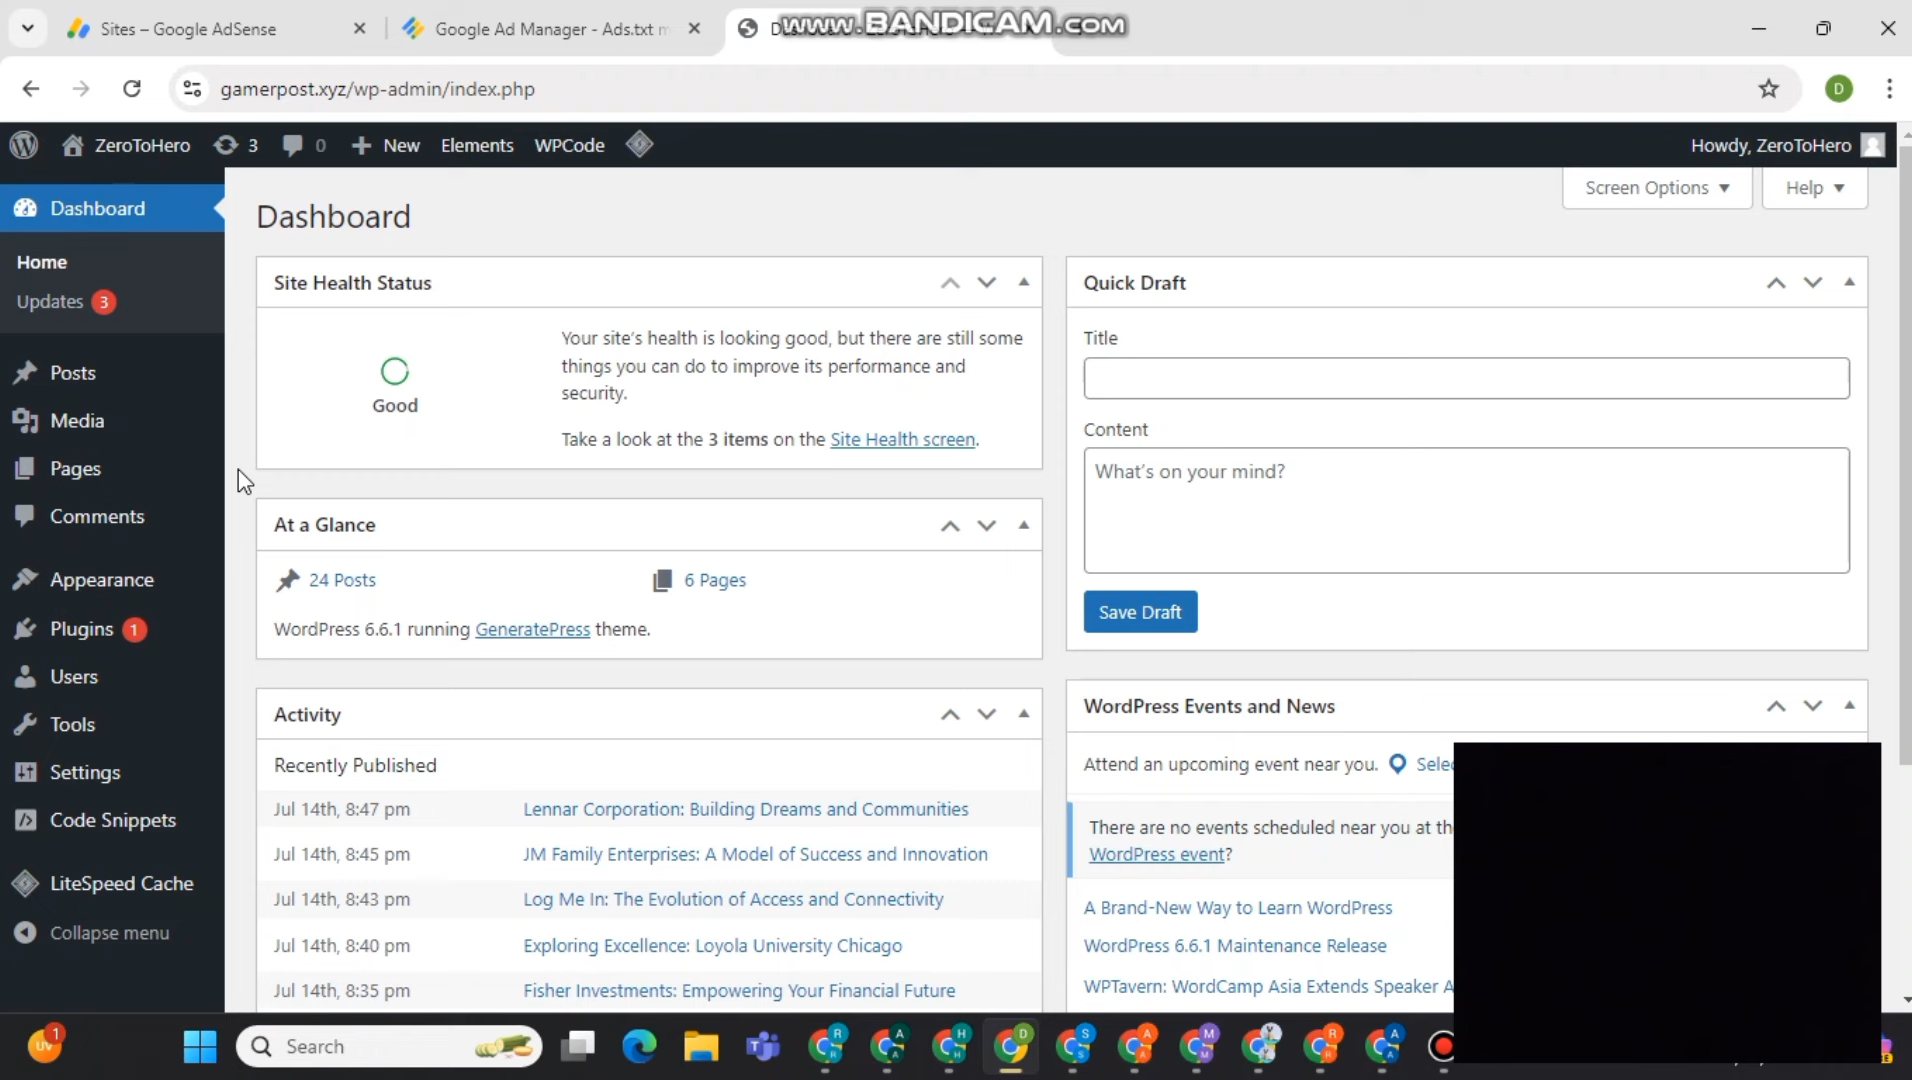 Sites – Google AdSense
Google Ad Manager - Ads.txt m
www.BANDICAM.com
gamerpost.xyz/wp-admin/index.php
D
ZeroToHero
3
0
New
Elements
WPCode
Howdy, ZeroToHero
Dashboard
Home
Updates 3
Posts
Media
Pages
Comments
Appearance
Plugins 1
Users
Tools
Settings
Code Snippets
LiteSpeed Cache
Collapse menu
Screen Options
Help
Dashboard
Site Health Status
Good
Your site's health is looking good, but there are still some
things you can do to improve its performance and
security.
Take a look at the 3 items on the Site Health screen.
At a Glance
24 Posts
6 Pages
WordPress 6.6.1 running GeneratePress theme.
Activity
Recently Published
Jul 14th, 8:47 pm Lennar Corporation: Building Dreams and Communities
Jul 14th, 8:45 pm JM Family Enterprises: A Model of Success and Innovation
Jul 14th, 8:43 pm Log Me In: The Evolution of Access and Connectivity
Jul 14th, 8:40 pm Exploring Excellence: Loyola University Chicago
Jul 14th, 8:35 pm Fisher Investments: Empowering Your Financial Future
Quick Draft
Title
Content
What's on your mind?
Save Draft
WordPress Events and News
Attend an upcoming event near you. Selec
There are no events scheduled near you at th
WordPress event?
A Brand-New Way to Learn WordPress
WordPress 6.6.1 Maintenance Release
WPTavern: WordCamp Asia Extends Speaker A
Search